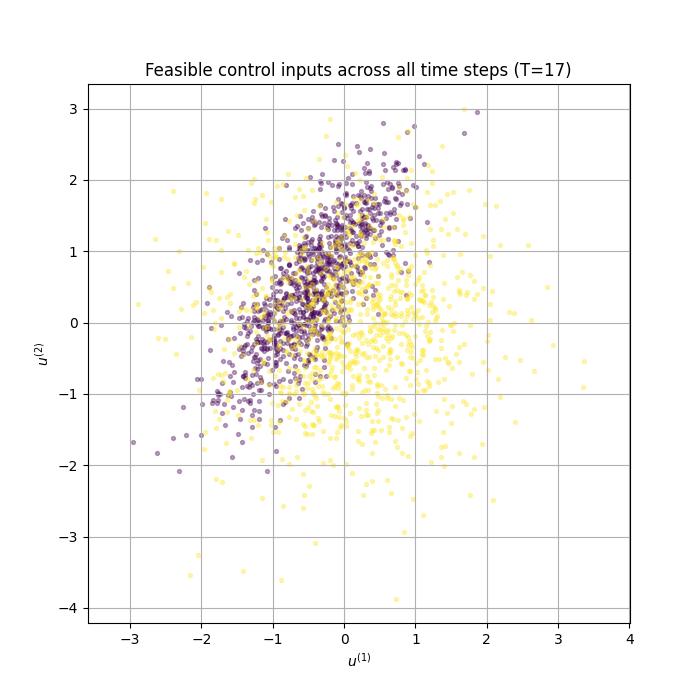 Feasible control inputs across all time steps (T=17)
3
2
1
0
−1
−2
−3
−4
u^(2)
−3 −2 −1 0 1 2 3 4
u^(1)